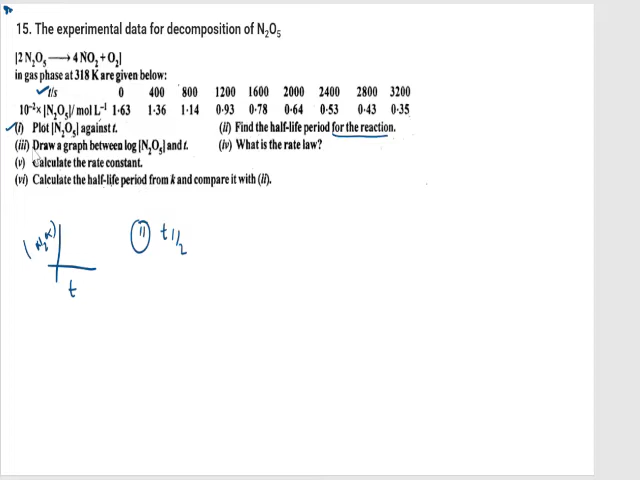 15. The experimental data for decomposition of N₂O₅
[2 N₂O₅ ⟶ 4 NO₂ + O₂]
in gas phase at 318 K are given below:
t/s 0 400 800 1200 1600 2000 2400 2800 3200
10⁻²× [N₂O₅]/ mol L⁻¹ 1·63 1·36 1·14 0·93 0·78 0·64 0·53 0·43 0·35
(i) Plot [N₂O₅] against t. (ii) Find the half-life period for the reaction.
(iii) Draw a graph between log [N₂O₅] and t. (iv) What is the rate law?
(v) Calculate the rate constant.
(vi) Calculate the half-life period from k and compare it with (ii).
(ii) t 1/2
t